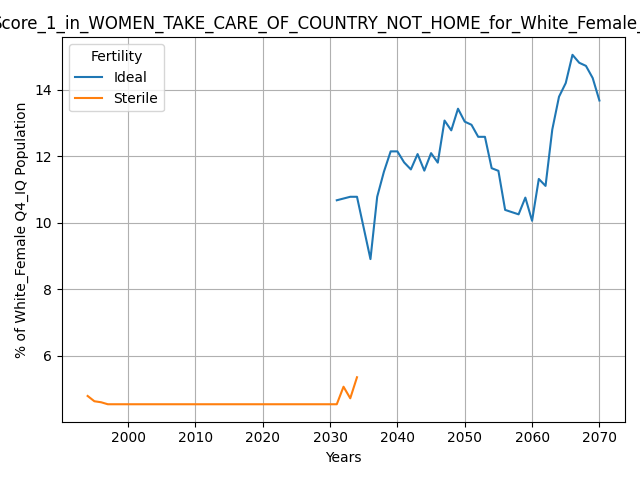 Score_1_in_WOMEN_TAKE_CARE_OF_COUNTRY_NOT_HOME_for_White_Female_
Fertility
Ideal
Sterile
% of White_Female Q4_IQ Population
14
12
10
8
6
2000 2010 2020 2030 2040 2050 2060 2070
Years